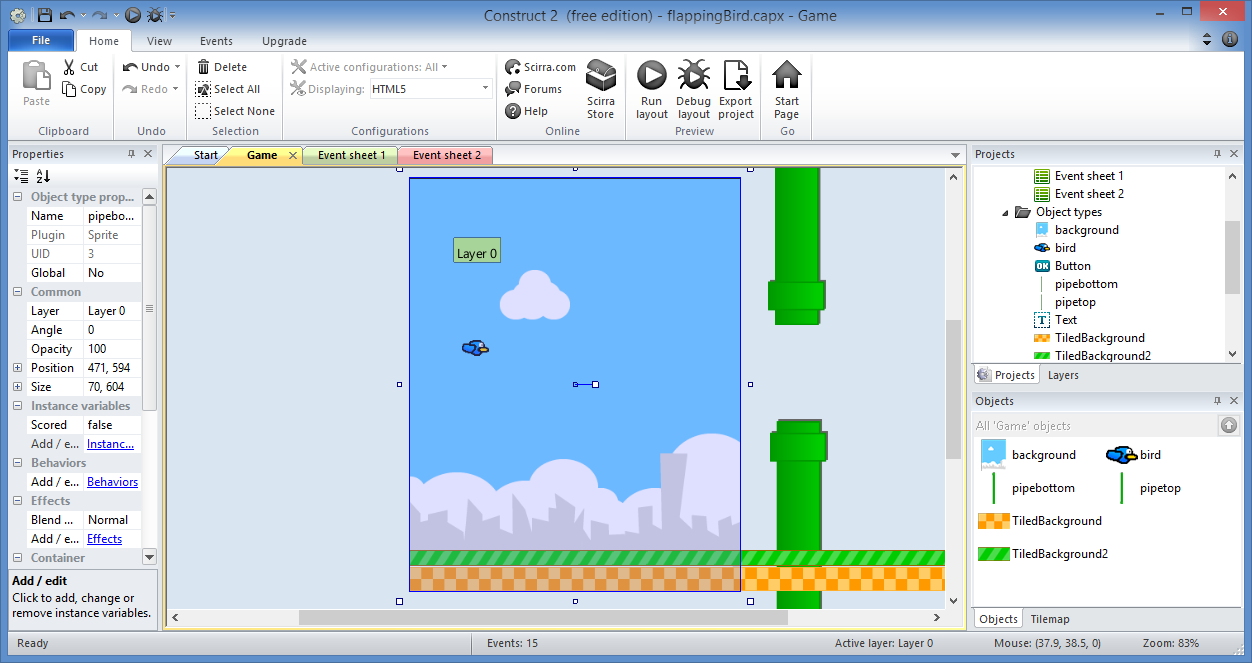 Construct 2 (free edition) - flappingBird.capx - Game
File Home View Events Upgrade
Paste
Cut
Copy
Clipboard
Undo
Redo
Undo
Delete
Select All
Select None
Selection
Active configurations: All
Displaying: HTML5
Configurations
Scirra.com
Forums
Help
Scirra Store
Online
Run layout
Debug layout
Export project
Preview
Start Page
Go
Properties
Object type prop...
Name pipebo...
Plugin Sprite
UID 3
Global No
Common
Layer Layer 0
Angle 0
Opacity 100
Position 471, 594
Size 70, 604
Instance variables
Scored false
Add / e... Instanc...
Behaviors
Add / e... Behaviors
Effects
Blend ... Normal
Add / e... Effects
Container
Add / edit
Click to add, change or
remove instance variables.
Start Game Event sheet 1 Event sheet 2
Layer 0
Projects
Event sheet 1
Event sheet 2
Object types
background
bird
OK Button
pipebottom
pipetop
T Text
TiledBackground
TiledBackground2
Projects Layers
Objects
All 'Game' objects
background bird
pipebottom pipetop
TiledBackground
TiledBackground2
Objects Tilemap
Ready Events: 15 Active layer: Layer 0 Mouse: (37.9, 38.5, 0) Zoom: 83%